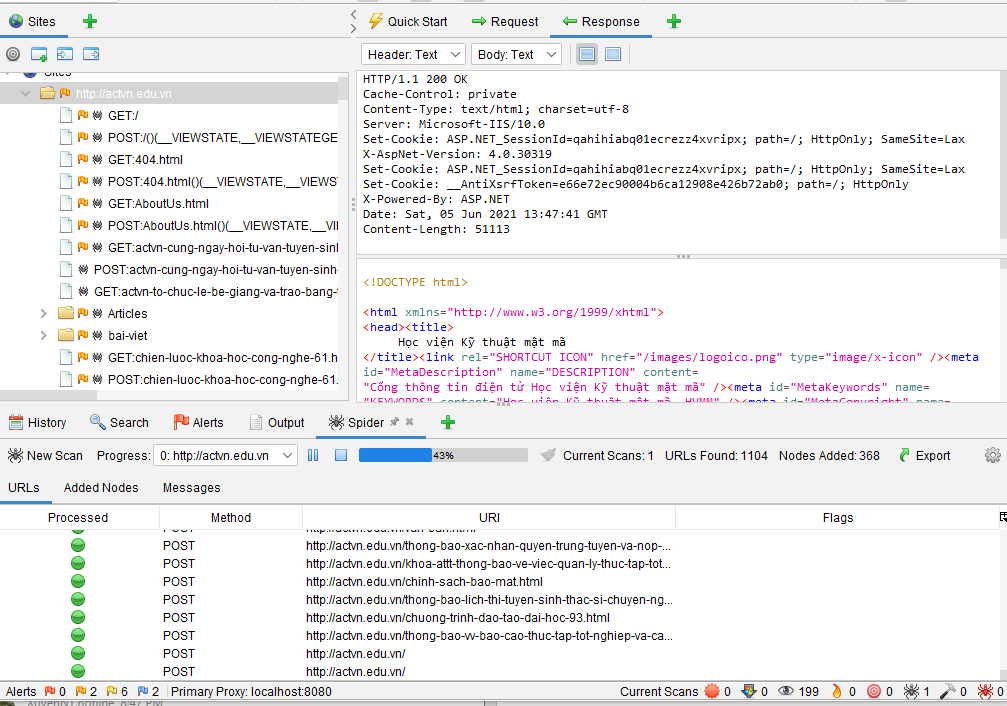 Sites
Quick Start
Request
Response
Header: Text
Body: Text
Sites
http://actvn.edu.vn
GET:/
POST:/()(__VIEWSTATE,__VIEWSTATEGE
GET:404.html
POST:404.html()(__VIEWSTATE,__VIEWS
GET:AboutUs.html
POST:AboutUs.html()(__VIEWSTATE,__V
GET:actvn-cung-ngay-hoi-tu-van-tuyen-sinl
POST:actvn-cung-ngay-hoi-tu-van-tuyen-sinh
GET:actvn-to-chuc-le-be-giang-va-trao-bang-
Articles
bai-viet
GET:chien-luoc-khoa-hoc-cong-nghe-61.h
POST:chien-luoc-khoa-hoc-cong-nghe-61.
HTTP/1.1 200 OK
Cache-Control: private
Content-Type: text/html; charset=utf-8
Server: Microsoft-IIS/10.0
Set-Cookie: ASP.NET_SessionId=qahihiabq01ecrezz4xvripx; path=/; HttpOnly; SameSite=Lax
X-AspNet-Version: 4.0.30319
Set-Cookie: ASP.NET_SessionId=qahihiabq01ecrezz4xvripx; path=/; HttpOnly; SameSite=Lax
Set-Cookie: __AntiXsrfToken=e66e72ec90004b6ca12908e426b72ab0; path=/; HttpOnly
X-Powered-By: ASP.NET
Date: Sat, 05 Jun 2021 13:47:41 GMT
Content-Length: 51113
<!DOCTYPE html>
<html xmlns="http://www.w3.org/1999/xhtml">
<head><title>
Học viện Kỹ thuật mật mã
</title><link rel="SHORTCUT ICON" href="/images/logoico.png" type="image/x-icon" /><meta
id="MetaDescription" name="DESCRIPTION" content=
"Cổng thông tin điện tử Học viện Kỹ thuật mật mã" /><meta id="MetaKeywords" name=
"KEYWORDS" content="Học viện Kỹ thuật mật mã, HVMM" /><meta id="MetaCopyright" name=
History
Search
Alerts
Output
Spider
New Scan
Progress:
0: http://actvn.edu.vn
43%
Current Scans: 1
URLs Found: 1104
Nodes Added: 368
Export
URLs
Added Nodes
Messages
Processed Method URI Flags
POST http://actvn.edu.vn/van-ban.html
POST http://actvn.edu.vn/thong-bao-xac-nhan-quyen-trung-tuyen-va-nop-...
POST http://actvn.edu.vn/khoa-attt-thong-bao-ve-viec-quan-ly-thuc-tap-tot...
POST http://actvn.edu.vn/chinh-sach-bao-mat.html
POST http://actvn.edu.vn/thong-bao-lich-thi-tuyen-sinh-thac-si-chuyen-ng...
POST http://actvn.edu.vn/chuong-trinh-dao-tao-dai-hoc-93.html
POST http://actvn.edu.vn/thong-bao-vv-bao-cao-thuc-tap-tot-nghiep-va-ca...
POST http://actvn.edu.vn/
POST http://actvn.edu.vn/
Alerts 0 2 6 2 Primary Proxy: localhost:8080 Current Scans 0 0 199 0 0 1 0 0